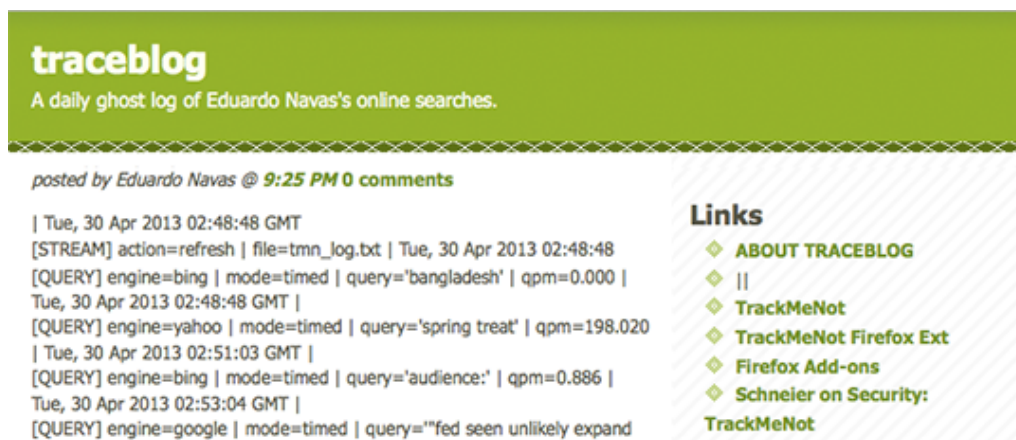 traceblog
A daily ghost log of Eduardo Navas's online searches.
posted by Eduardo Navas @ 9:25 PM 0 comments
| Tue, 30 Apr 2013 02:48:48 GMT
[STREAM] action=refresh | file=tmn_log.txt | Tue, 30 Apr 2013 02:48:48
[QUERY] engine=bing | mode=timed | query='bangladesh' | qpm=0.000 |
Tue, 30 Apr 2013 02:48:48 GMT |
[QUERY] engine=yahoo | mode=timed | query='spring treat' | qpm=198.020
| Tue, 30 Apr 2013 02:51:03 GMT |
[QUERY] engine=bing | mode=timed | query='audience:' | qpm=0.886 |
Tue, 30 Apr 2013 02:53:04 GMT |
[QUERY] engine=google | mode=timed | query='"fed seen unlikely expand
Links
ABOUT TRACEBLOG
||
TrackMeNot
TrackMeNot Firefox Ext
Firefox Add-ons
Schneier on Security:
TrackMeNot